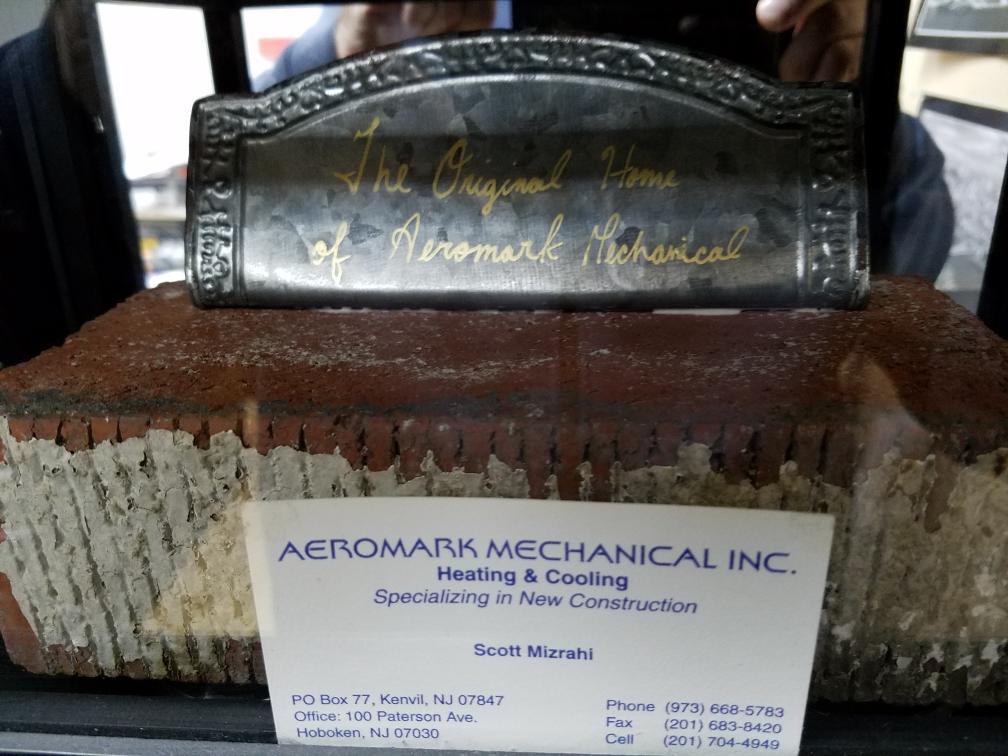 The Original Home
of Aeromark Mechanical
AEROMARK MECHANICAL INC.
Heating & Cooling
Specializing in New Construction
Scott Mizrahi
PO Box 77, Kenvil, NJ 07847
Office: 100 Paterson Ave.
Hoboken, NJ 07030
Phone (973) 668-5783
Fax (201) 683-8420
Cell (201) 704-4949